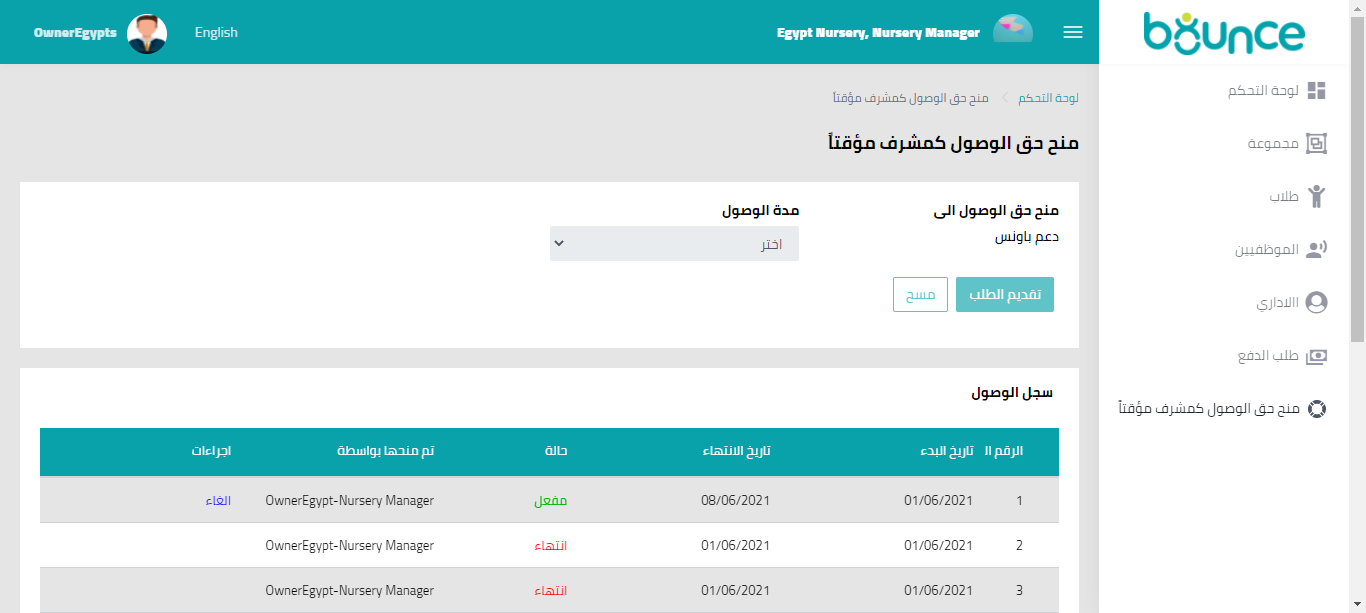 bounce
Egypt Nursery, Nursery Manager
English
OwnerEgypts
لوحة التحكم
مجموعة
طلاب
الموظفيين
االاداري
طلب الدفع
منح حق الوصول كمشرف مؤقتاً
لوحة التحكم
منح حق الوصول كمشرف مؤقتاً
منح حق الوصول كمشرف مؤقتاً
منح حق الوصول الى
دعم باونس
مدة الوصول
اختر
تقديم الطلب
مسح
سجل الوصول
الرقم ال تاريخ البدء تاريخ الانتهاء حالة تم منحها بواسطة اجراءات
1 01/06/2021 08/06/2021 مفعل OwnerEgypt-Nursery Manager الغاء
2 01/06/2021 01/06/2021 انتهاء OwnerEgypt-Nursery Manager
3 01/06/2021 01/06/2021 انتهاء OwnerEgypt-Nursery Manager